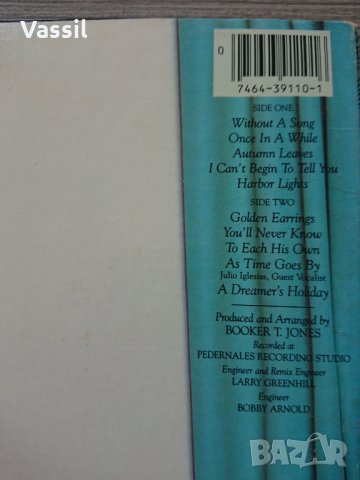 Vassil
0
7464-39110-1
SIDE ONE
Without A Song
Once In A While
Autumn Leaves
I Can't Begin To Tell You
Harbor Lights
SIDE TWO
Golden Earrings
You'll Never Know
To Each His Own
As Time Goes By
Julio Iglesias, Guest Vocalist
A Dreamer's Holiday
Produced and Arranged by
BOOKER T. JONES
Recorded at
PEDERNALES RECORDING STUDIO
Engineer and Remix Engineer
LARRY GREENHILL
Engineer
BOBBY ARNOLD
BAZAR